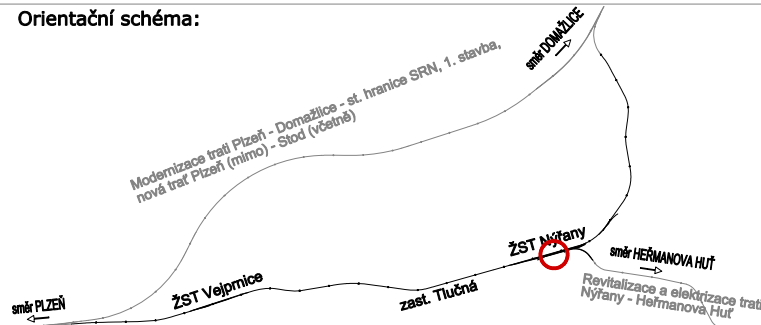 Orientační schéma:
směr DOMAŽLICE
Modernizace trati Plzeň - Domažlice - st. hranice SRN, 1. stavba,
nová trať Plzeň (mimo) - Stod (včetně)
ŽST Nýřany
směr HEŘMANOVA HUŤ
ŽST Vejprnice
zast. Tlučná
Revitalizace a elektrizace trati
Nýřany - Heřmanova Huť
směr PLZEŇ